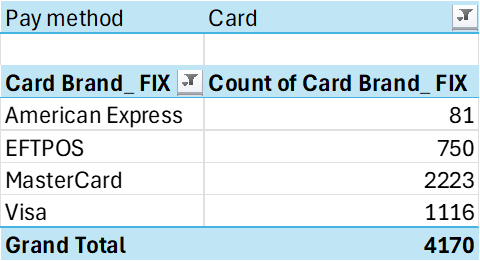 Pay method Card
Card Brand_ FIX Count of Card Brand_ FIX
American Express 81
EFTPOS 750
MasterCard 2223
Visa 1116
Grand Total 4170